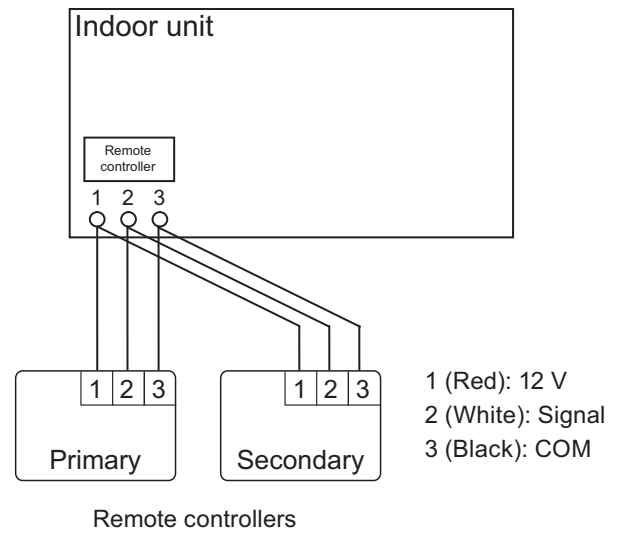 Indoor unit
Remote
controller
1 2 3
1 2 3
1 2 3
Primary
Secondary
1 (Red): 12 V
2 (White): Signal
3 (Black): COM
Remote controllers